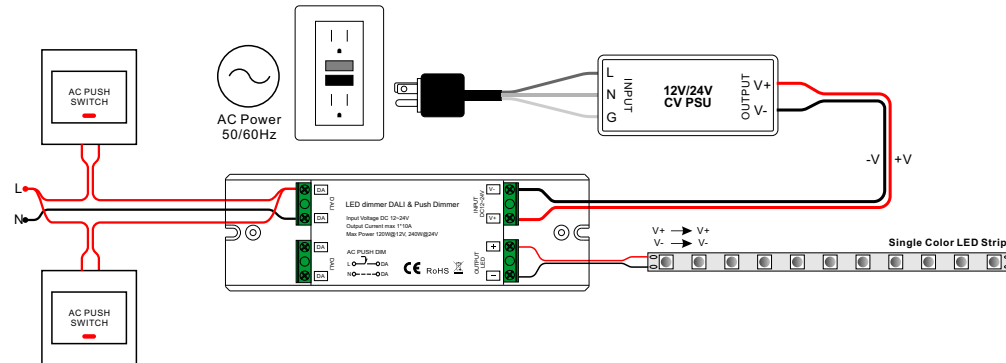 AC PUSH
SWITCH
AC Power
50/60Hz
L
N
G
INPUT
12V/24V
CV PSU
OUTPUT
V+
V-
-V
+V
L
N
DA
DALI
DA
LED dimmer DALI & Push Dimmer
Input Voltage DC 12~24V
Output Current max 1*10A
Max Power 120W@12V, 240W@24V
V-
INPUT
DC12~24V
V+
DA
DALI
DA
AC PUSH DIM
L DA
N DA
CE RoHS
+
OUTPUT
LED
-
V+ V+
V- V-
Single Color LED Strip
AC PUSH
SWITCH